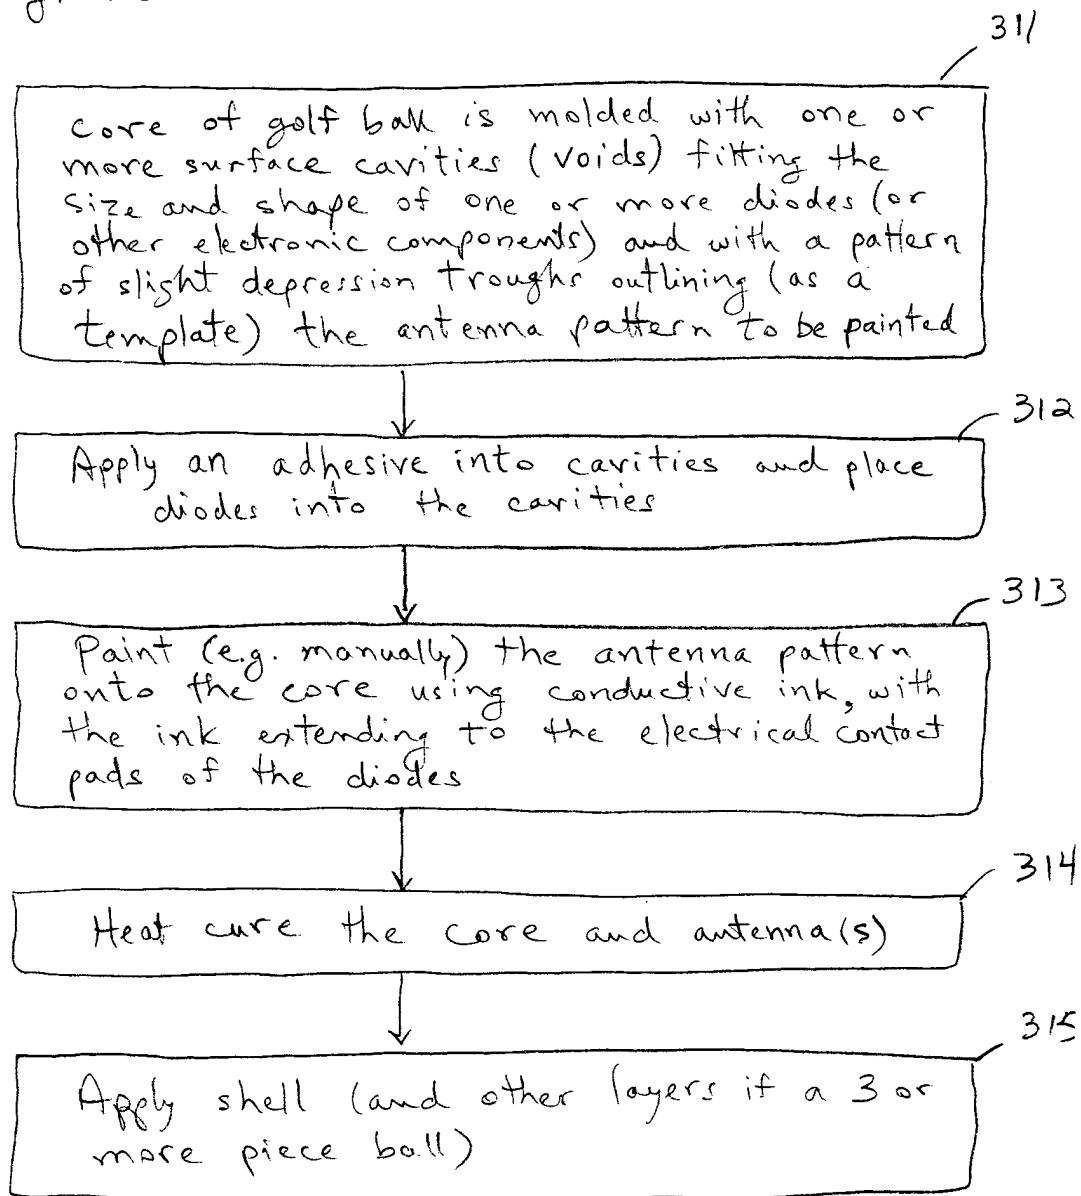 311
core of golf ball is molded with one or
more surface cavities (voids) fitting the
size and shape of one or more diodes (or
other electronic components) and with a pattern
of slight depression troughs outlining (as a
template) the antenna pattern to be painted
312
Apply an adhesive into cavities and place
diodes into the cavities
313
Paint (e.g. manually) the antenna pattern
onto the core using conductive ink, with
the ink extending to the electrical contact
pads of the diodes
314
Heat cure the core and antenna(s)
315
Apply shell (and other layers if a 3 or
more piece ball)